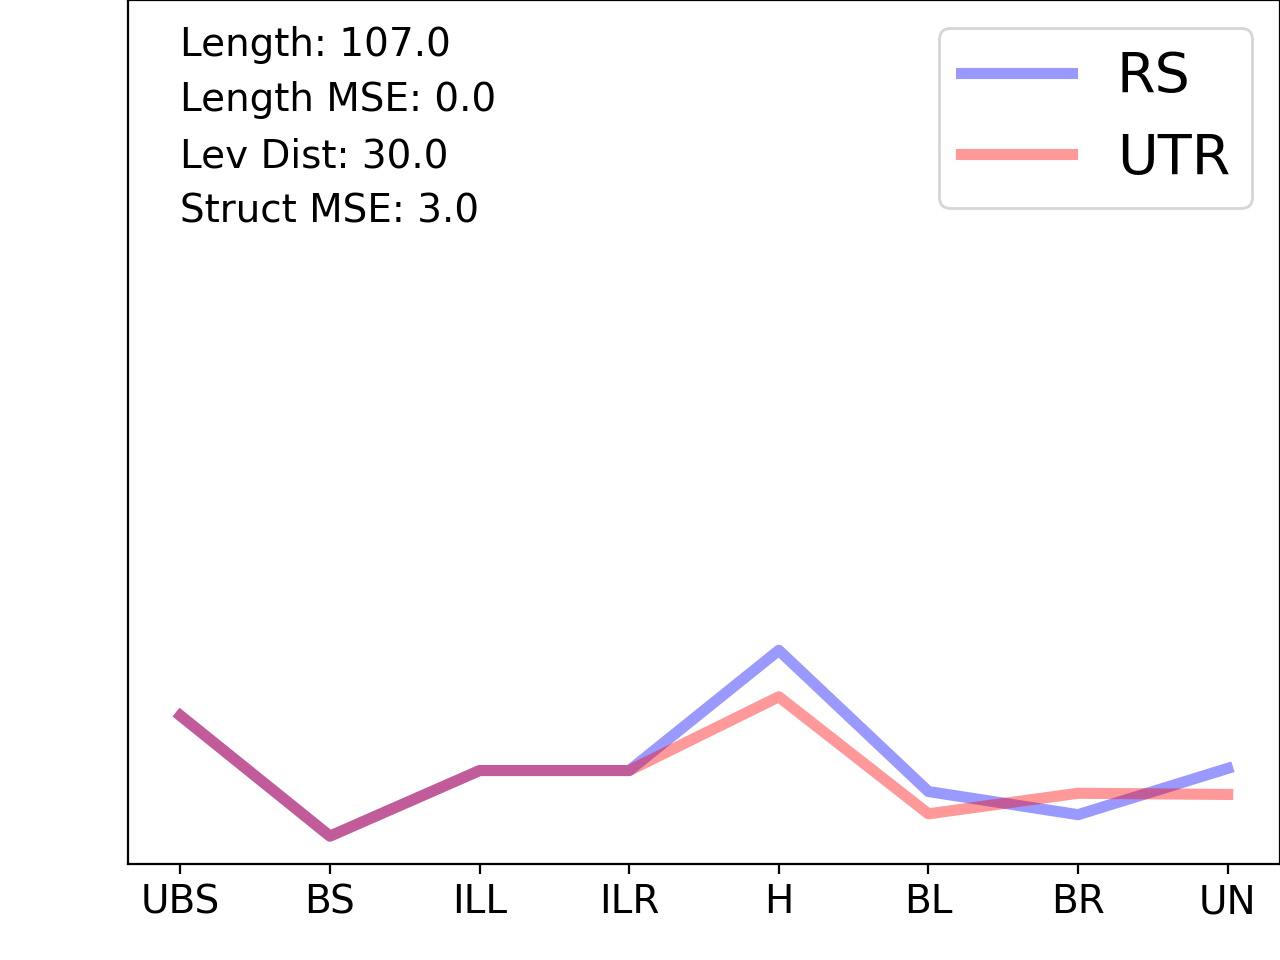 Length: 107.0
Length MSE: 0.0
Lev Dist: 30.0
Struct MSE: 3.0
RS
UTR
UBS BS ILL ILR H BL BR UN